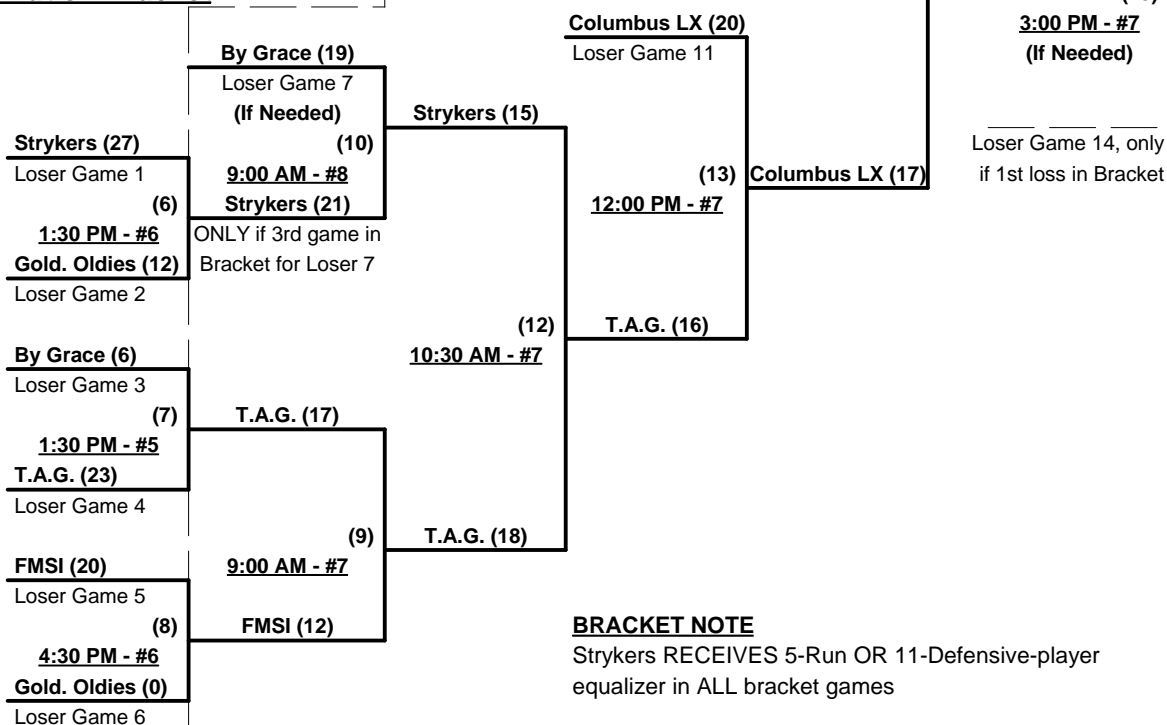 By Grace (19)
Loser Game 7
(If Needed)
(10)
9:00 AM - #8
Strykers (21)
ONLY if 3rd game in
Bracket for Loser 7
Strykers (27)
Loser Game 1
(6)
1:30 PM - #6
Gold. Oldies (12)
Loser Game 2
By Grace (6)
Loser Game 3
(7)
1:30 PM - #5
T.A.G. (23)
Loser Game 4
FMSI (20)
Loser Game 5
(8)
4:30 PM - #6
Gold. Oldies (0)
Loser Game 6
T.A.G. (17)
(9)
9:00 AM - #7
FMSI (12)
Strykers (15)
(12)
10:30 AM - #7
T.A.G. (18)
Columbus LX (20)
Loser Game 11
(13)
12:00 PM - #7
T.A.G. (16)
Columbus LX (17)
3:00 PM - #7
(If Needed)
Loser Game 14, only
if 1st loss in Bracket
BRACKET NOTE
Strykers RECEIVES 5-Run OR 11-Defensive-player
equalizer in ALL bracket games